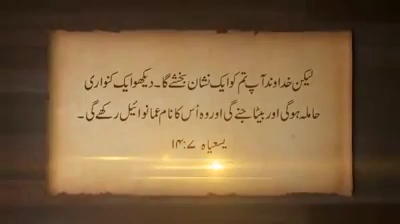 لیکن خداوند آپ تم کو ایک نشان بخشے گا۔ دیکھو ایک کنواری
حاملہ ہوگی اور بیٹا جنے گی اور وہ اُس کا نام عمانوائیل رکھے گی۔
یسعیاہ ۷:۱۴